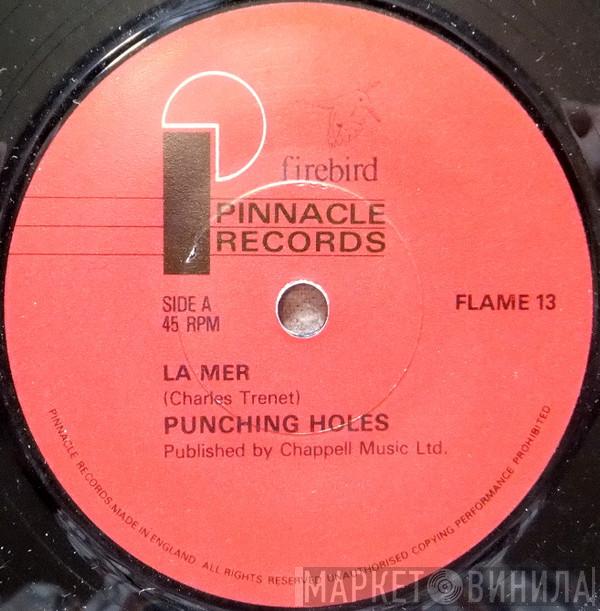 firebird
PINNACLE
RECORDS
SIDE A
45 RPM
FLAME 13
LA MER
(Charles Trenet)
PUNCHING HOLES
Published by Chappell Music Ltd.
PINNACLE RECORDS. MADE IN ENGLAND. ALL RIGHTS RESERVED. UNAUTHORISED COPYING PERFORMANCE PROHIBITED.
МАРКЕТ ВИНИЛА!